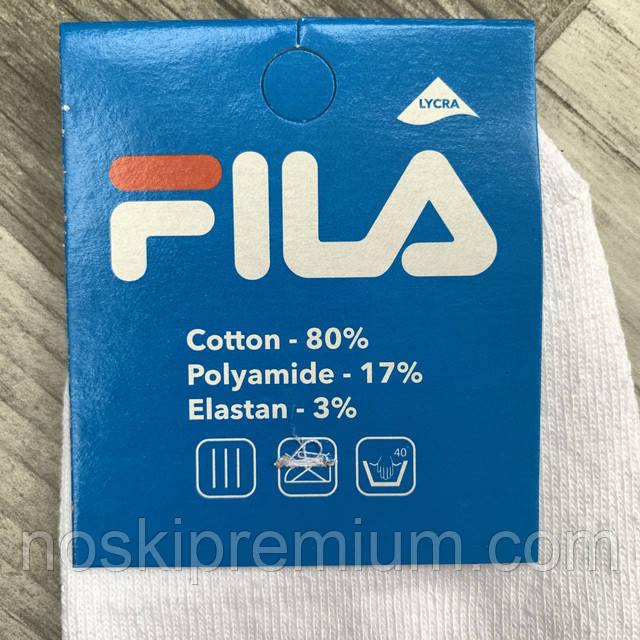 LYCRA
FILA
Cotton - 80%
Polyamide - 17%
Elastan - 3%
40
noskipremium.com